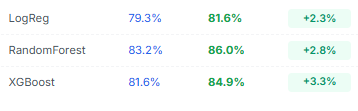 LogReg 79.3% 81.6% +2.3%
RandomForest 83.2% 86.0% +2.8%
XGBoost 81.6% 84.9% +3.3%